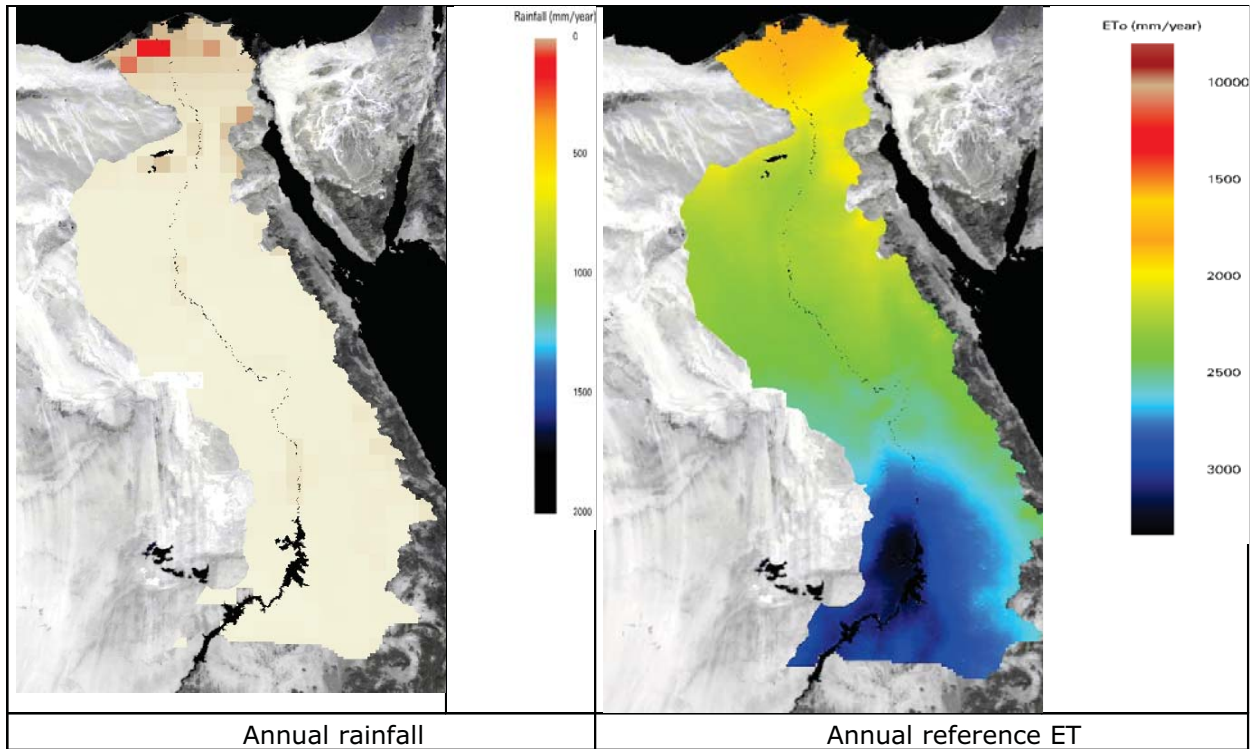 Rainfall (mm/year)
0
500
1000
1500
2000
ETo (mm/year)
10000
1500
2000
2500
3000
Annual rainfall
Annual reference ET